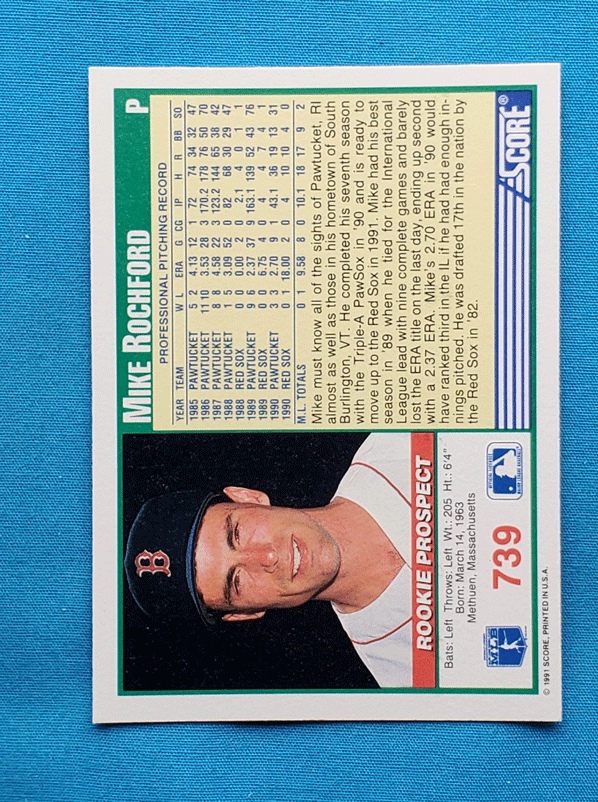 MIKE ROCHFORD P
PROFESSIONAL PITCHING RECORD
YEAR TEAM W L ERA G CG IP H R BB SO
1985 PAWTUCKET 5 2 4.13 12 1 72 74 34 32 47
1986 PAWTUCKET 11 10 3.53 28 3 170.2 178 76 50 70
1987 PAWTUCKET 8 8 4.58 22 3 123.2 144 65 38 42
1988 PAWTUCKET 1 5 3.09 52 0 82 68 30 29 47
1988 RED SOX 0 0 0.00 2 0 2.1 4 0 1 1
1989 PAWTUCKET 2.37 9 163.1 139 52 43 76
1989 RED SOX 0 0 6.75 4 0 4 4 7 4 1
1990 PAWTUCKET 3 3 2.70 9 1 43.1 36 19 13 31
1990 RED SOX 0 1 18.00 2 0 4 10 10 4 0
M.L. TOTALS 0 1 9.58 8 0 10.1 18 17 9 2
Mike must know all of the sights of Pawtucket, RI
almost as well as those in his hometown of South
Burlington, VT. He completed his seventh season
with the Triple-A PawSox in '90 and is ready to
move up to the Red Sox in 1991. Mike had his best
season in '89 when he tied for the International
League lead with nine complete games and barely
lost the ERA title on the last day, ending up second
with a 2.37 ERA. Mike's 2.70 ERA in '90 would
have ranked third in the IL if he had had enough in-
nings pitched. He was drafted 17th in the nation by
the Red Sox in '82.
SCORE®
B
ROOKIE PROSPECT
Bats: Left Throws: Left Wt.: 205 Ht.: 6'4"
Born: March 14, 1963
Methuen, Massachusetts
739
© 1991 SCORE, PRINTED IN U.S.A.